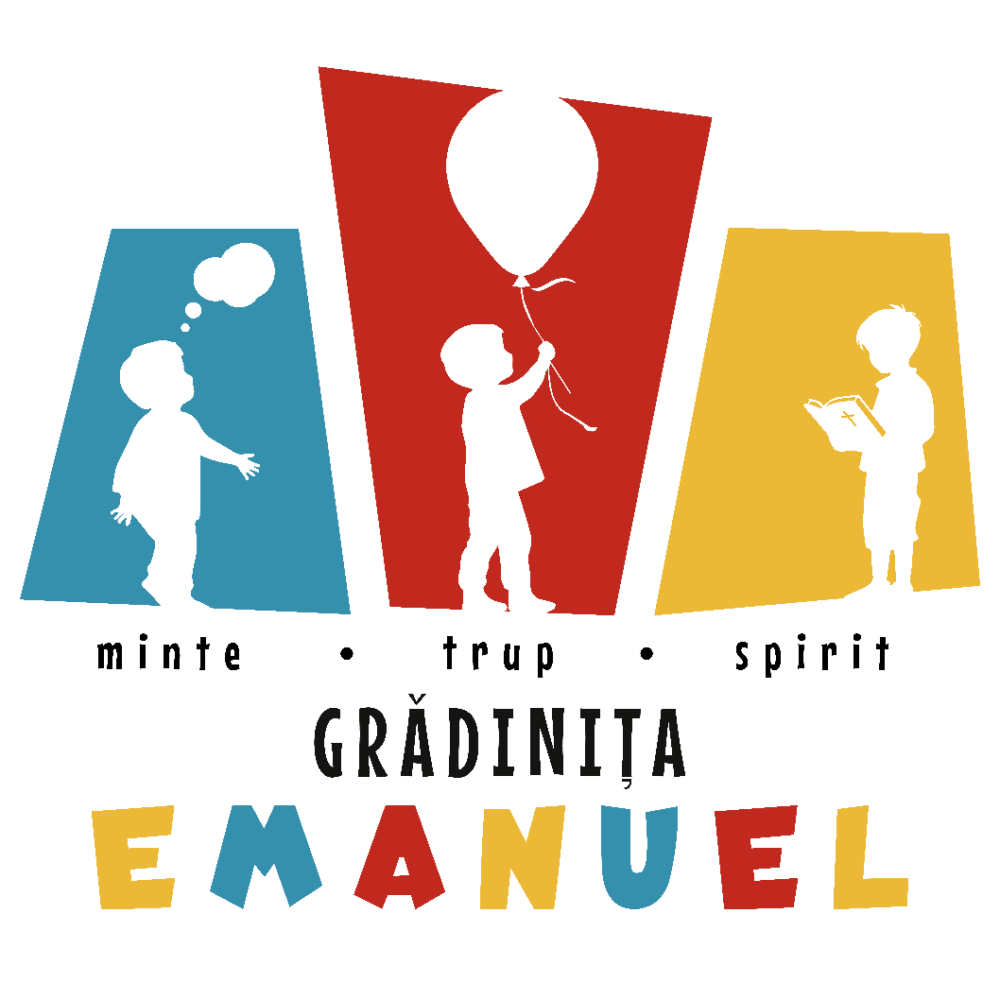 minte • trup • spirit
GRĂDINIȚA
EMANUEL